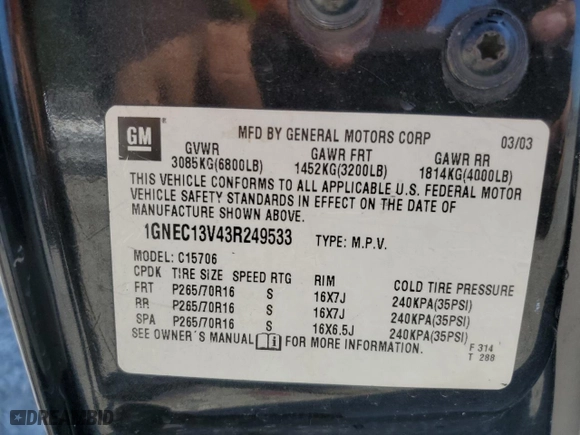 GM ®
MFD BY GENERAL MOTORS CORP 03/03
GVWR GAWR FRT GAWR RR
3085KG(6800LB) 1452KG(3200LB) 1814KG(4000LB)
THIS VEHICLE CONFORMS TO ALL APPLICABLE U.S. FEDERAL MOTOR
VEHICLE SAFETY STANDARDS IN EFFECT ON THE DATE OF
MANUFACTURE SHOWN ABOVE.
1GNEC13V43R249533 TYPE: M.P.V.
MODEL: C15706
CPDK TIRE SIZE SPEED RTG RIM COLD TIRE PRESSURE
FRT P265/70R16 S 16X7J 240KPA(35PSI)
RR P265/70R16 S 16X7J 240KPA(35PSI)
SPA P265/70R16 S 16X6.5J 240KPA(35PSI)
SEE OWNER'S MANUAL i FOR MORE INFORMATION.
F 314
T 288
DREAMBID